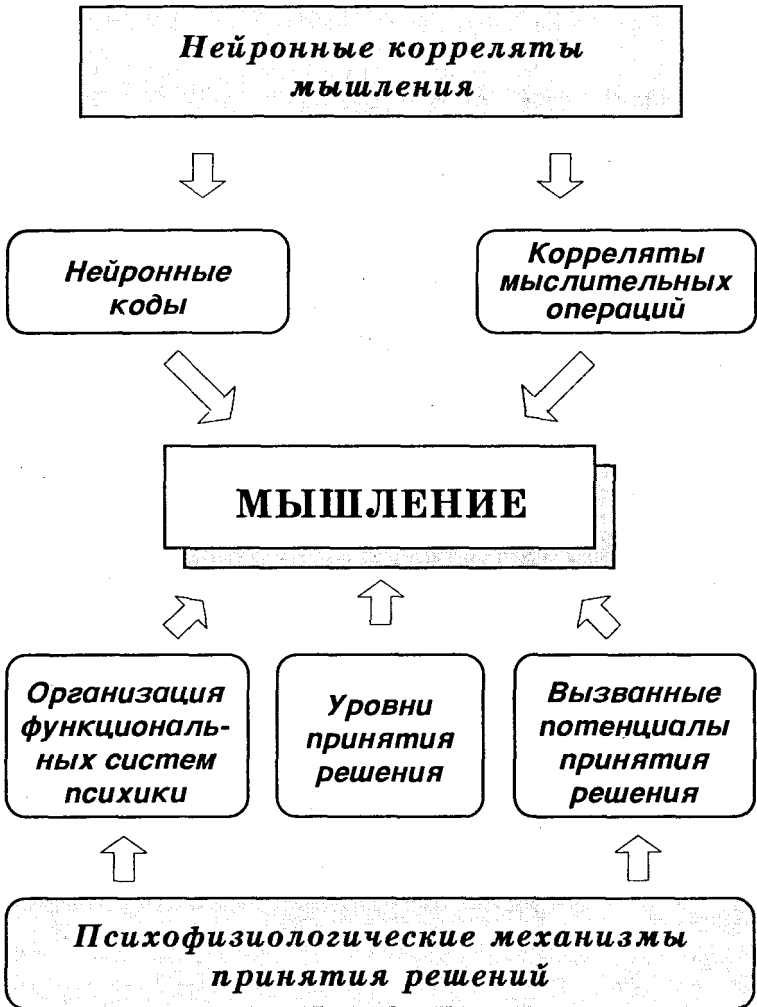 Нейронные корреляты
мышления
Нейронные
коды
Корреляты
мыслительных
операций
МЫШЛЕНИЕ
Организация
функциональ-
ных систем
психики
Уровни
принятия
решения
Вызванные
потенциалы
принятия
решения
Психофизиологические механизмы
принятия решений